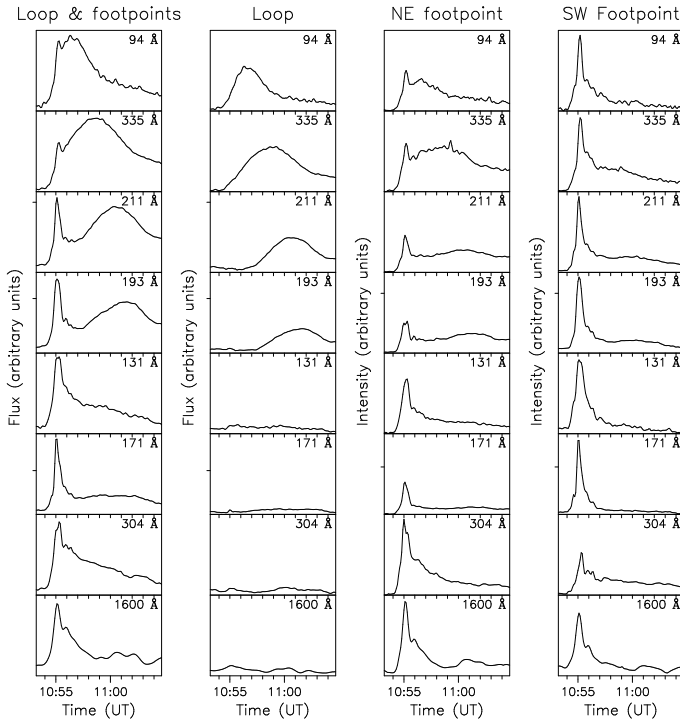 Loop & footpoints Loop NE footpoint SW Footpoint
94 Å 94 Å 94 Å 94 Å
335 Å 335 Å 335 Å 335 Å
211 Å 211 Å 211 Å 211 Å
193 Å 193 Å 193 Å 193 Å
131 Å 131 Å 131 Å 131 Å
171 Å 171 Å 171 Å 171 Å
304 Å 304 Å 304 Å 304 Å
1600 Å 1600 Å 1600 Å 1600 Å
Flux (arbitrary units)
Flux (arbitrary units)
Intensity (arbitrary units)
Intensity (arbitrary units)
10:55 11:00 10:55 11:00 10:55 11:00 10:55 11:00
Time (UT) Time (UT) Time (UT) Time (UT)